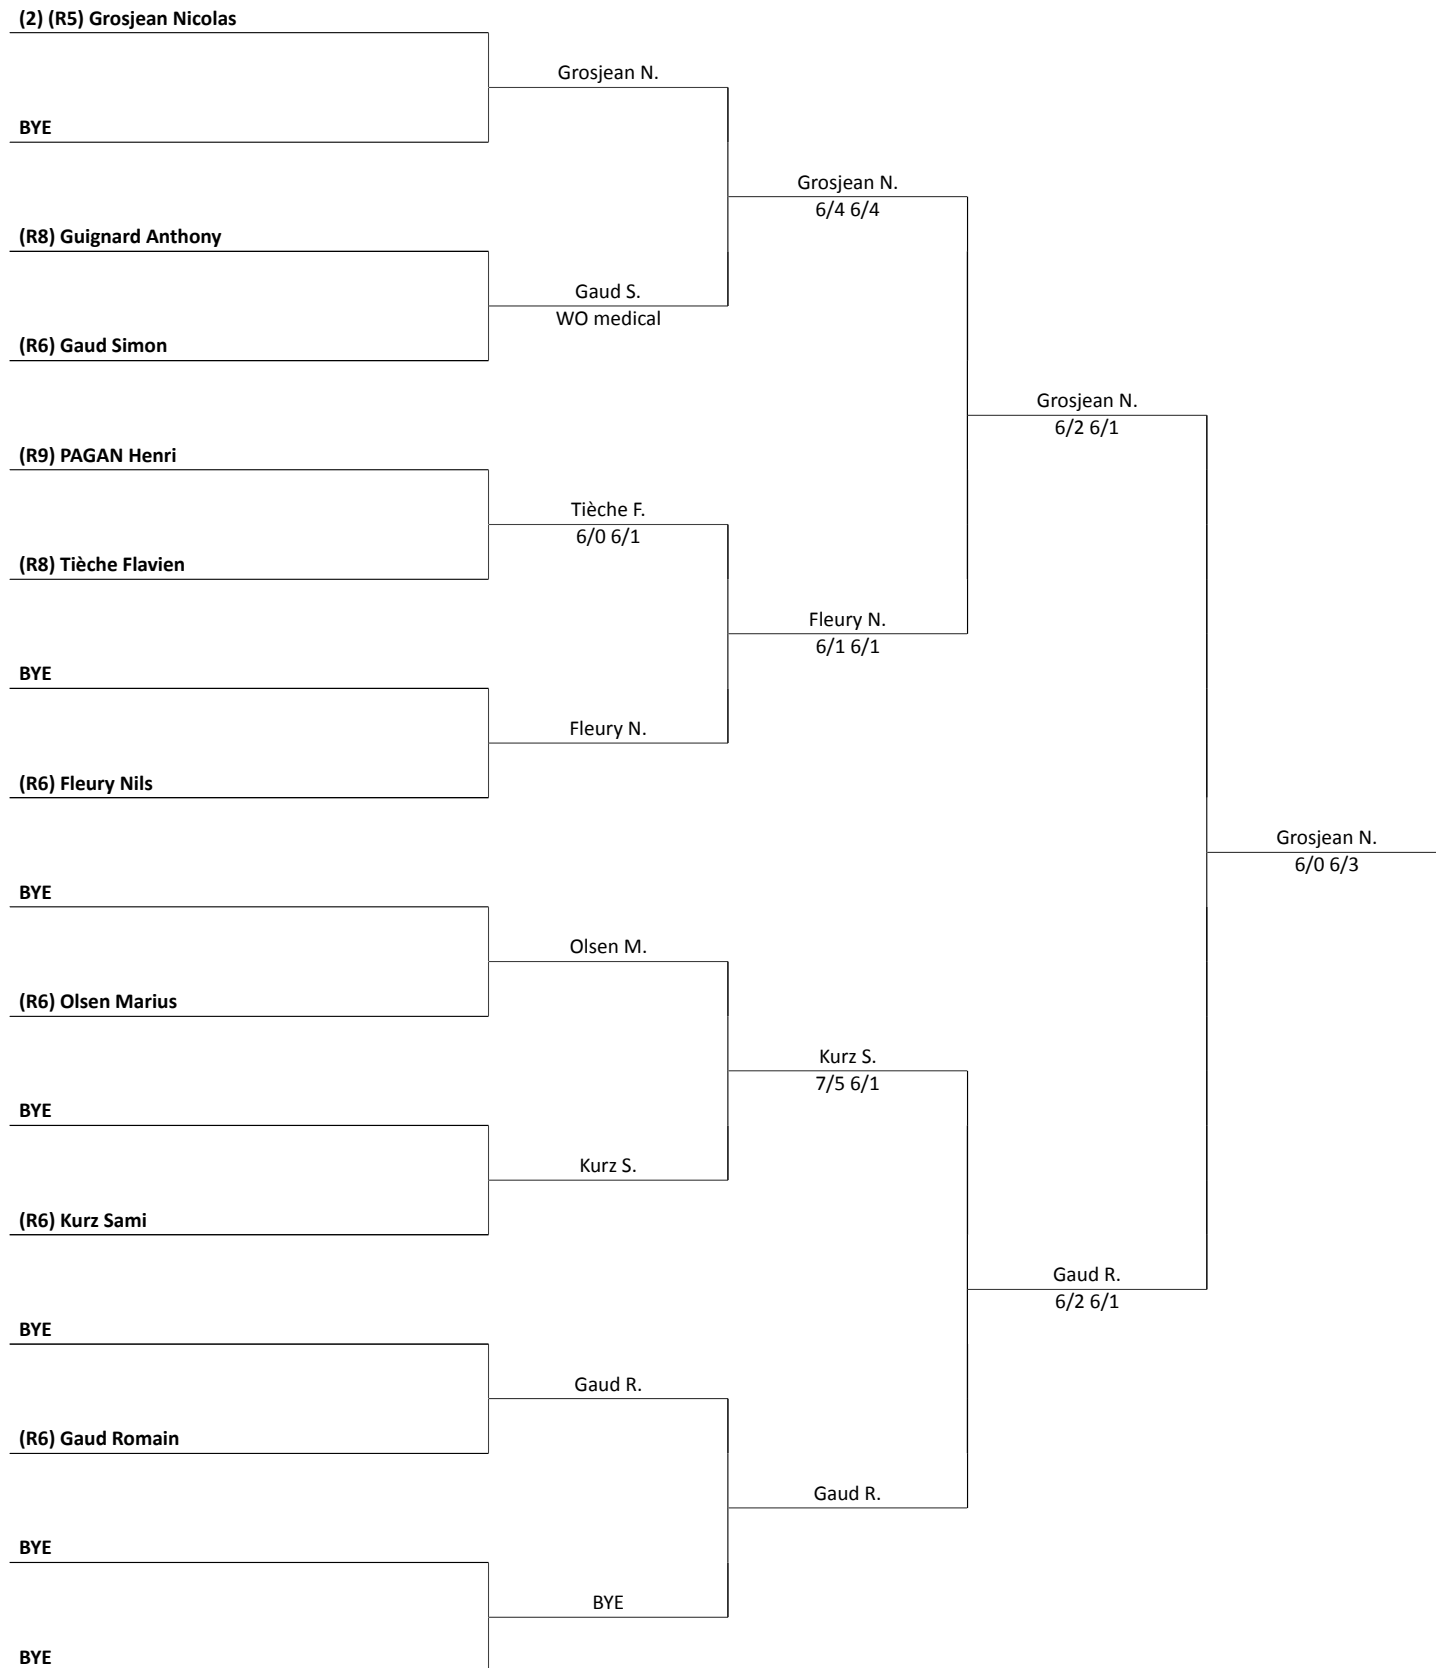 (2) (R5) Grosjean Nicolas
Grosjean N.
BYE
Grosjean N.
6/4 6/4
(R8) Guignard Anthony
Gaud S.
WO medical
(R6) Gaud Simon
Grosjean N.
6/2 6/1
(R9) PAGAN Henri
Tièche F.
6/0 6/1
(R8) Tièche Flavien
Fleury N.
6/1 6/1
BYE
Fleury N.
(R6) Fleury Nils
Grosjean N.
6/0 6/3
BYE
Olsen M.
(R6) Olsen Marius
Kurz S.
7/5 6/1
BYE
Kurz S.
(R6) Kurz Sami
Gaud R.
6/2 6/1
BYE
Gaud R.
(R6) Gaud Romain
Gaud R.
BYE
BYE
BYE